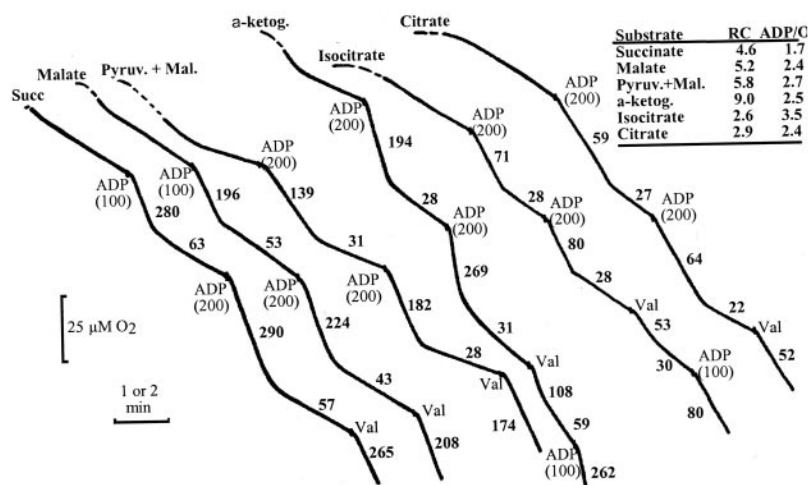 a-ketog.
Citrate
Isocitrate
Malate
Pyruv. + Mal.
Succ
Substrate RC ADP/O
Succinate 4.6 1.7
Malate 5.2 2.4
Pyruv.+Mal. 5.8 2.7
a-ketog. 9.0 2.5
Isocitrate 2.6 3.5
Citrate 2.9 2.4
ADP
(100)
280
63
ADP
(200)
290
57
Val
265
ADP
(100)
196
53
ADP
(200)
224
43
Val
208
ADP
(200)
139
31
ADP
(200)
182
28
Val
174
ADP
(200)
194
28
ADP
(200)
269
31
Val
108
59
ADP
(100)
262
ADP
(200)
71
28
ADP
(200)
80
28
Val
53
30
ADP
(100)
80
ADP
(200)
59
27
ADP
(200)
64
22
Val
52
25 µM O2
1 or 2
min